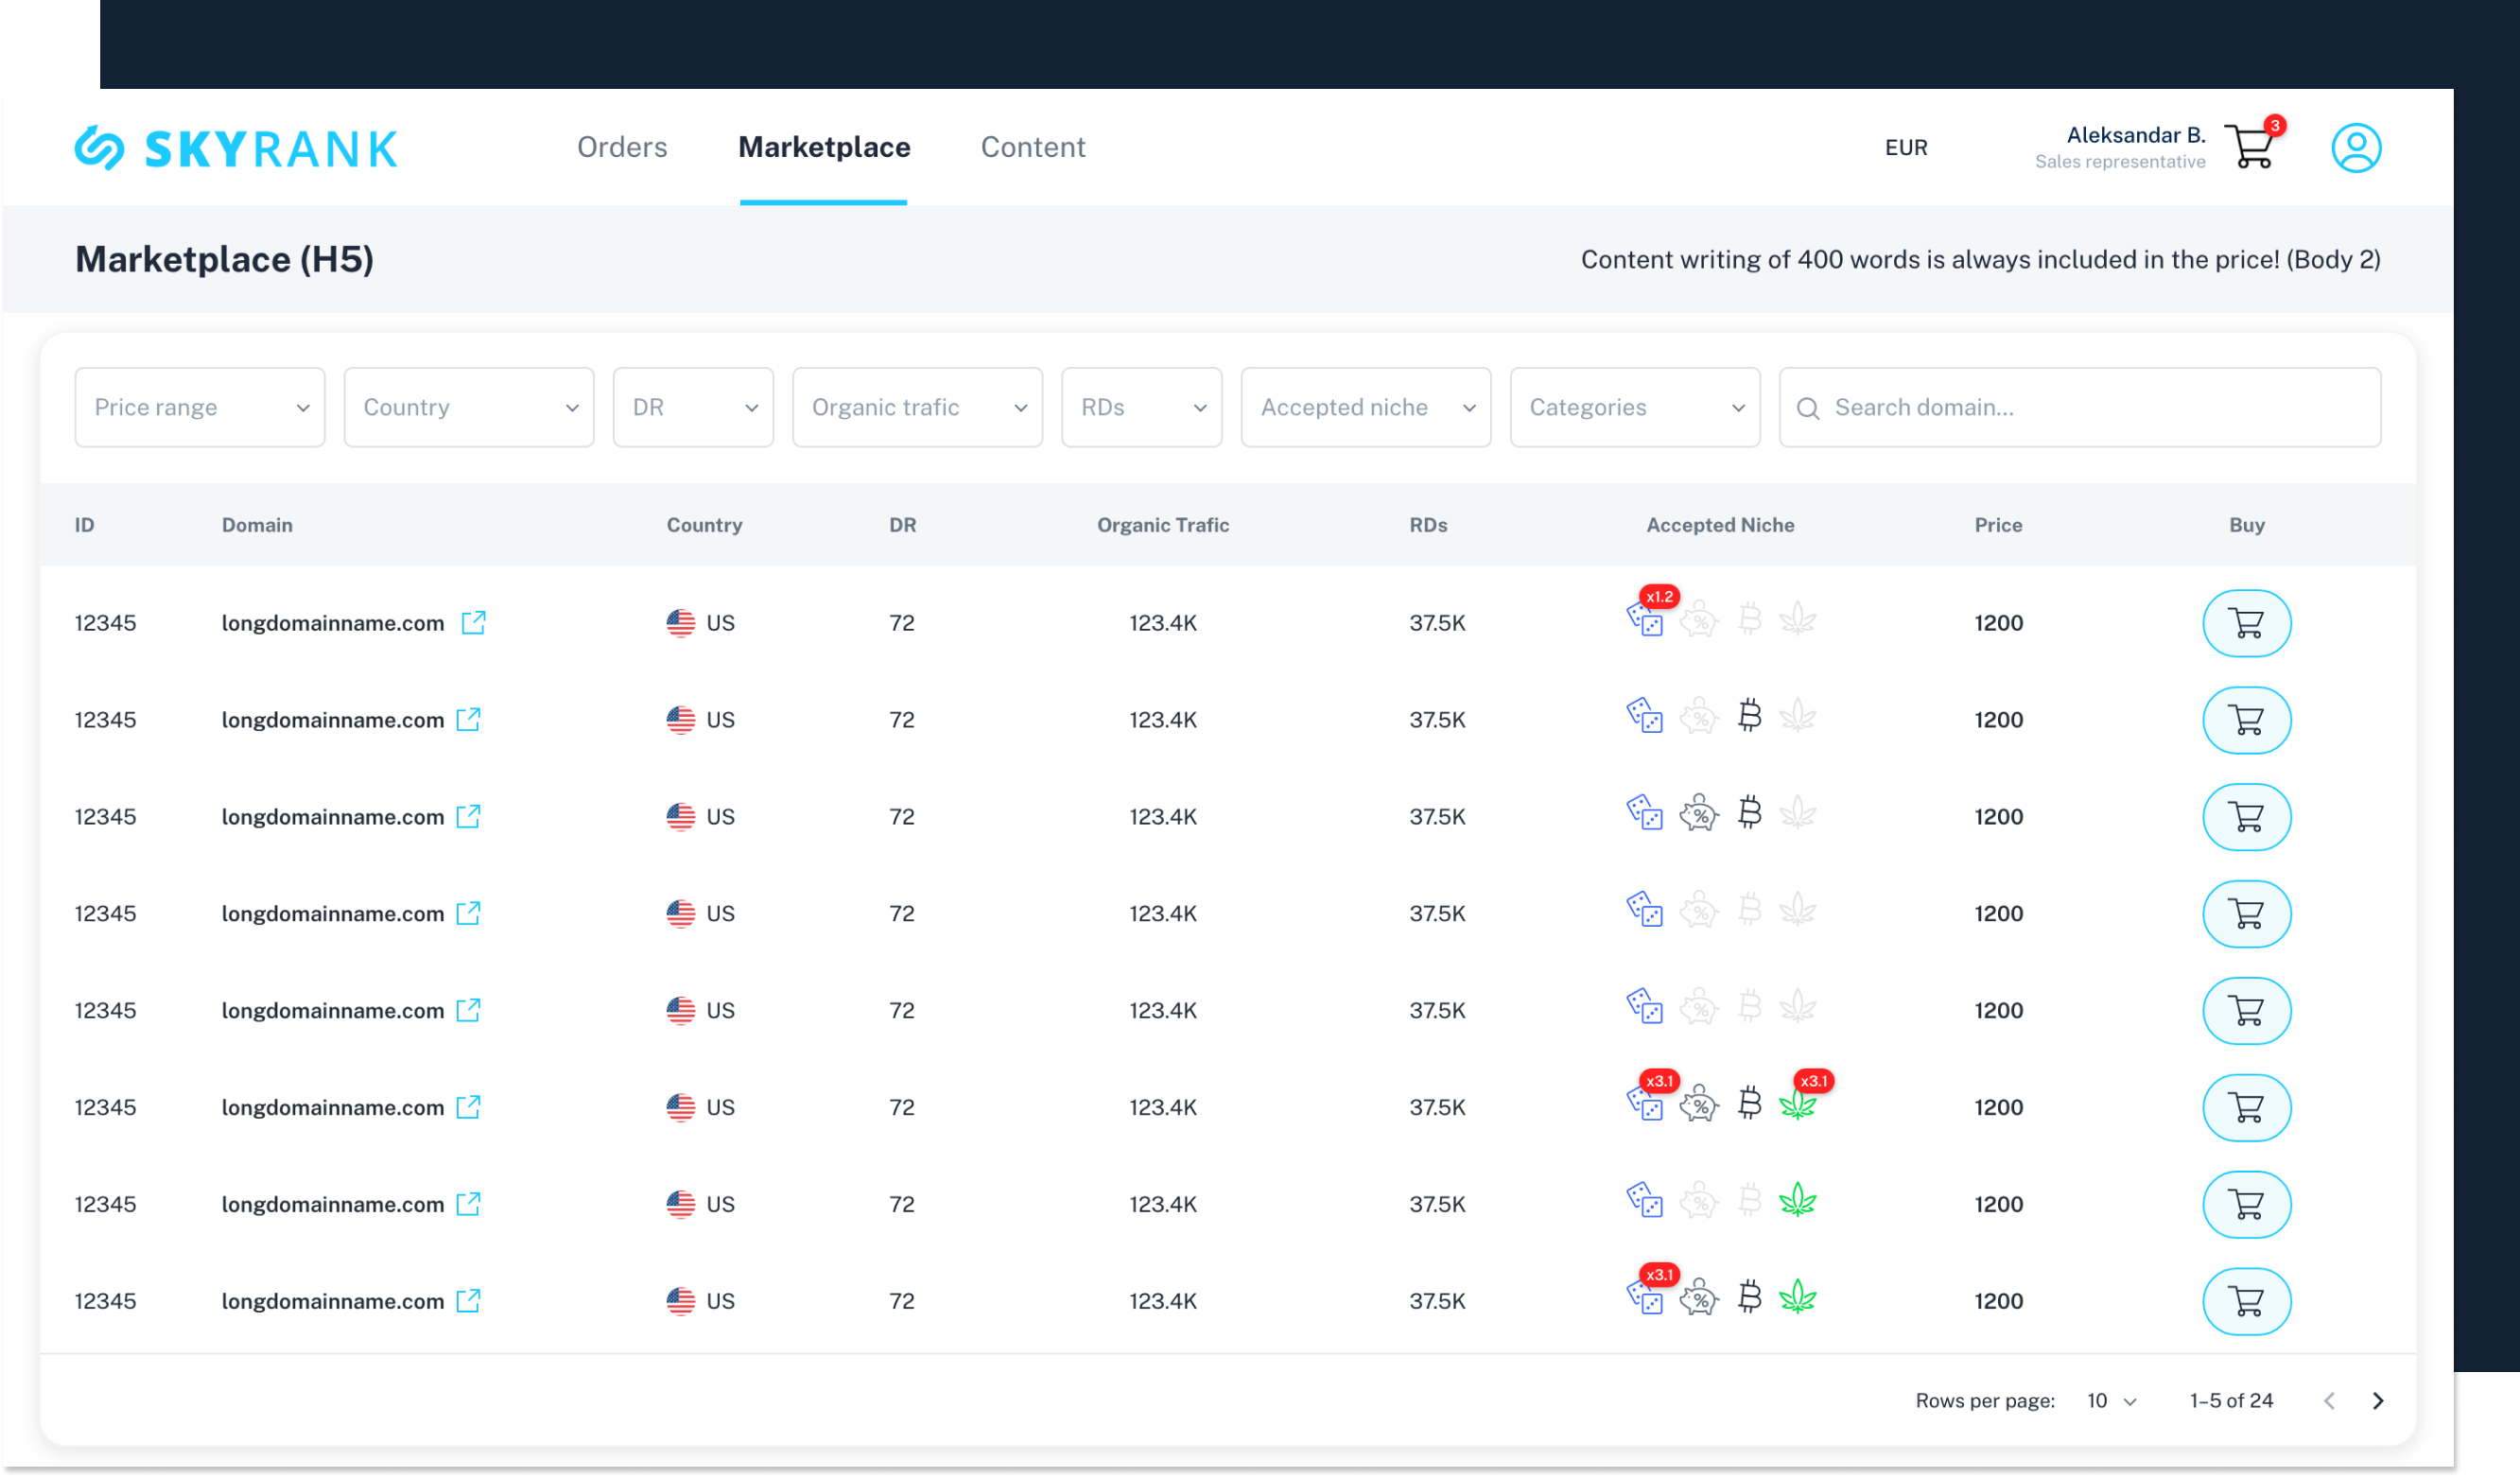 SKYRANK Orders Marketplace Content EUR Aleksandar B. 3
Sales representative
Marketplace (H5) Content writing of 400 words is always included in the price! (Body 2)
Price range Country DR Organic trafic RDs Accepted niche Categories Search domain...
ID Domain Country DR Organic Trafic RDs Accepted Niche Price Buy
x1.2
12345 longdomainname.com US 72 123.4K 37.5K % 1200
12345 longdomainname.com US 72 123.4K 37.5K % 1200
12345 longdomainname.com US 72 123.4K 37.5K % 1200
12345 longdomainname.com US 72 123.4K 37.5K % 1200
12345 longdomainname.com US 72 123.4K 37.5K % 1200
x3.1 x3.1
12345 longdomainname.com US 72 123.4K 37.5K % 1200
12345 longdomainname.com US 72 123.4K 37.5K % 1200
x3.1
12345 longdomainname.com US 72 123.4K 37.5K % 1200
Rows per page: 10 1–5 of 24